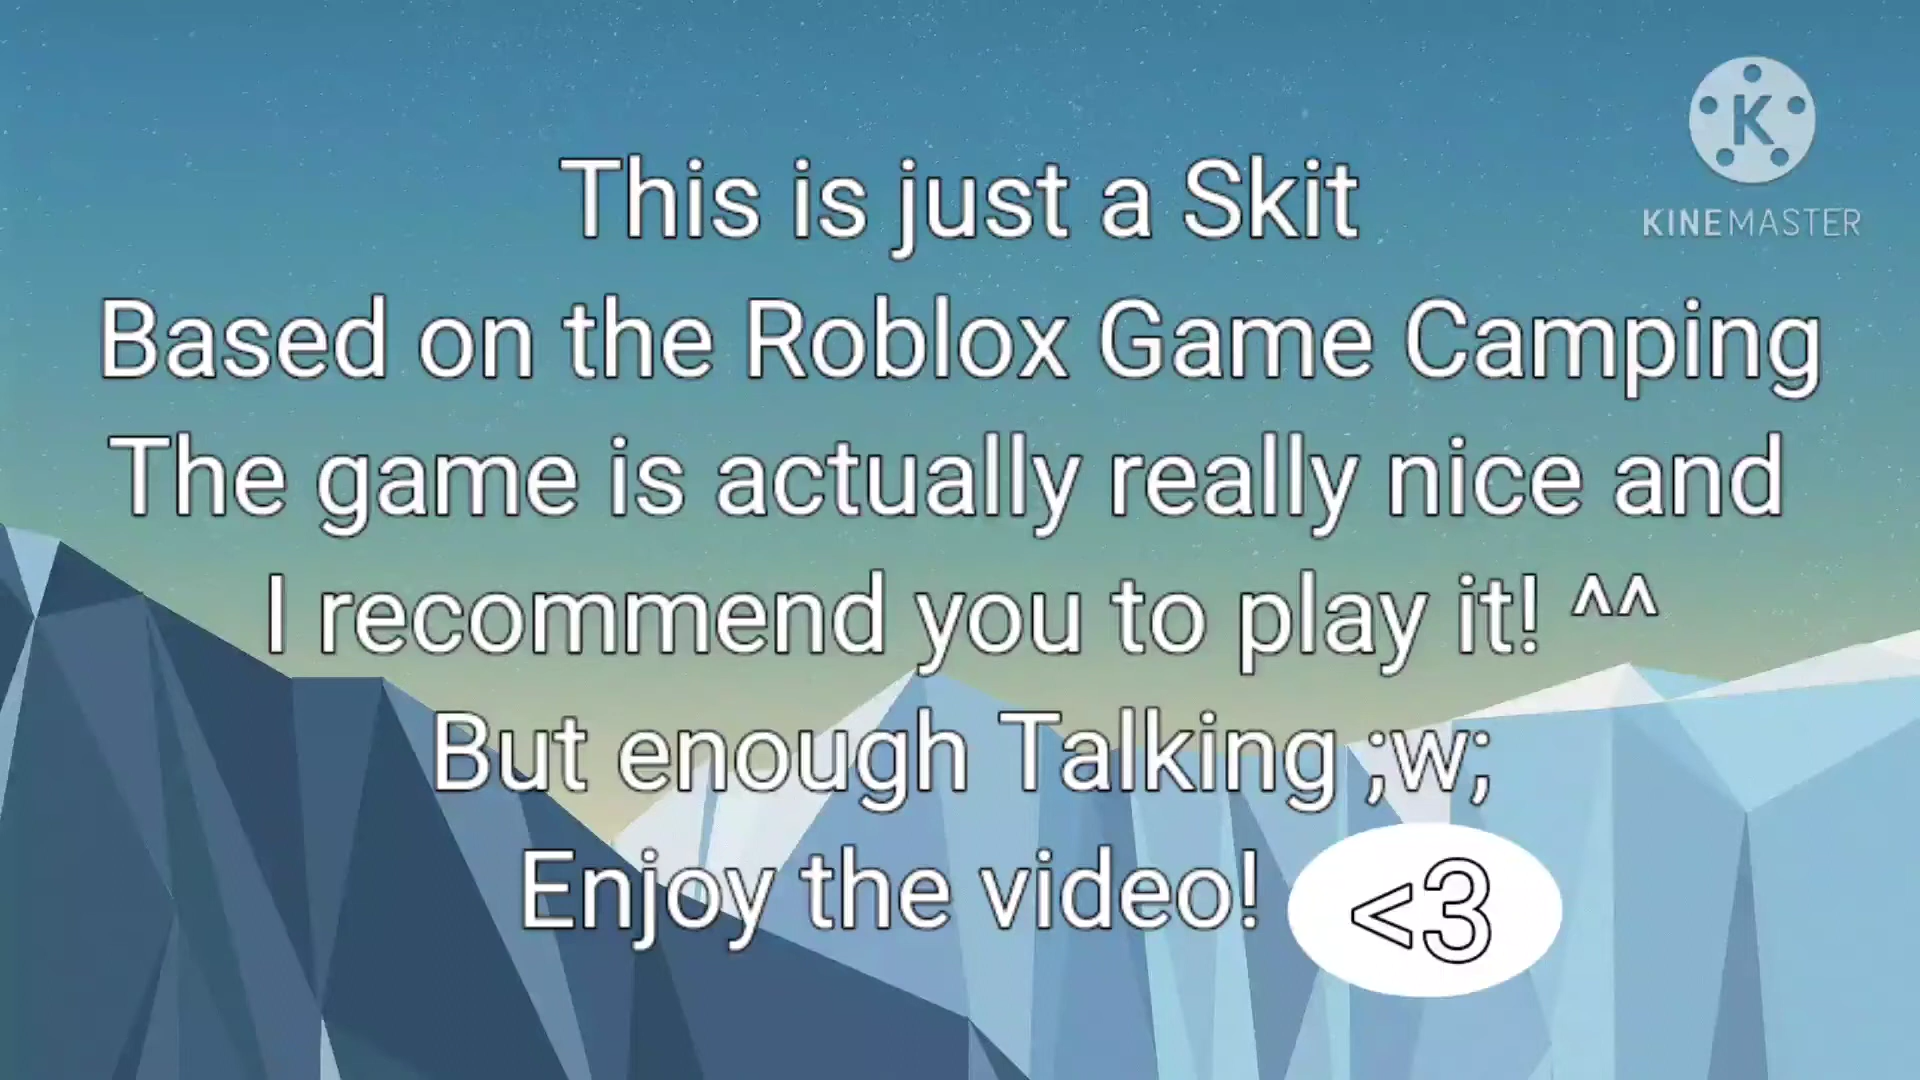 K
KINEMASTER
This is just a Skit
Based on the Roblox Game Camping
The game is actually really nice and
I recommend you to play it! ^^
But enough Talking ;w;
Enjoy the video! <3